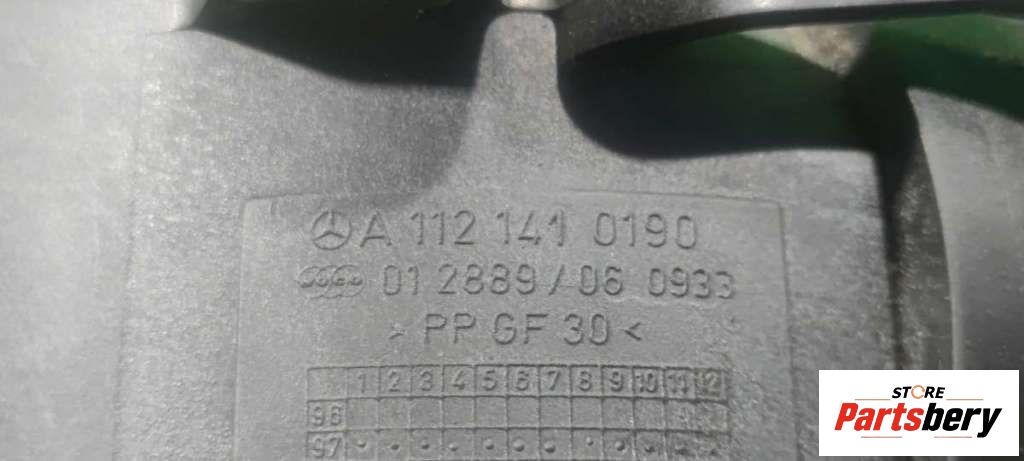 A 112 141 0190
01 2889/06 0933
> PP GF 30 <
1 2 3 4 5 6 7 8 9 10 11 12
96
97
STORE
Partsbery